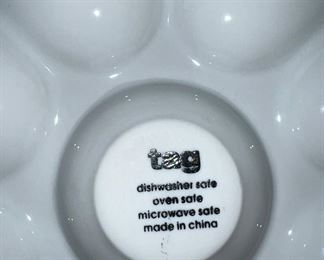 tag
dishwasher safe
oven safe
microwave safe
made in china